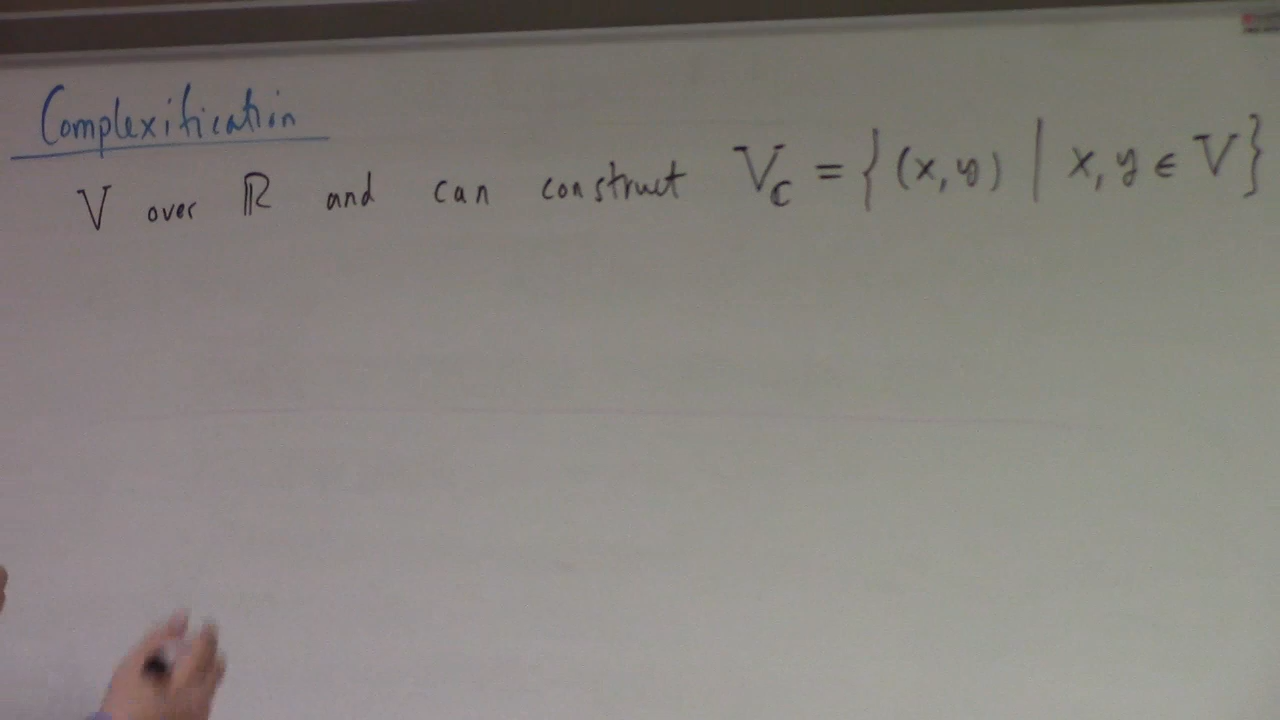 Complexification
V over ℝ and can construct V_C = { (x, y) | x, y ∈ V }